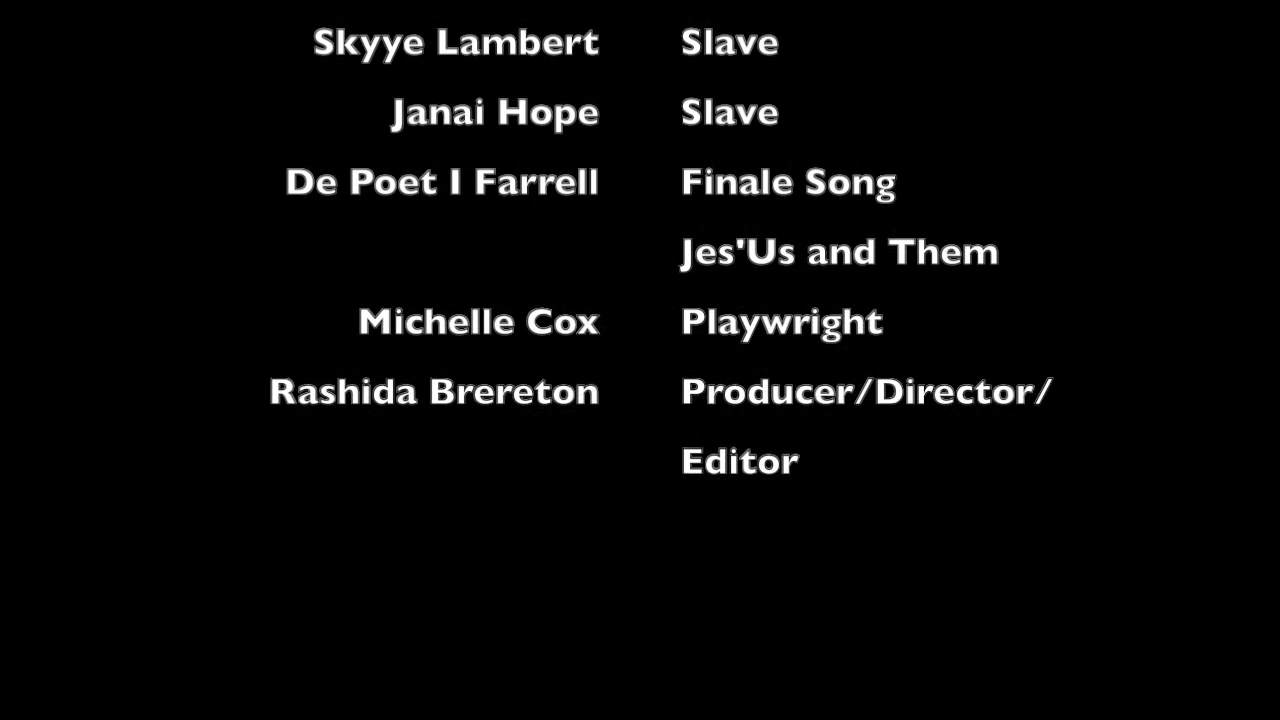 Skyye Lambert Slave
Janai Hope Slave
De Poet I Farrell Finale Song
Jes'Us and Them
Michelle Cox Playwright
Rashida Brereton Producer/Director/
Editor